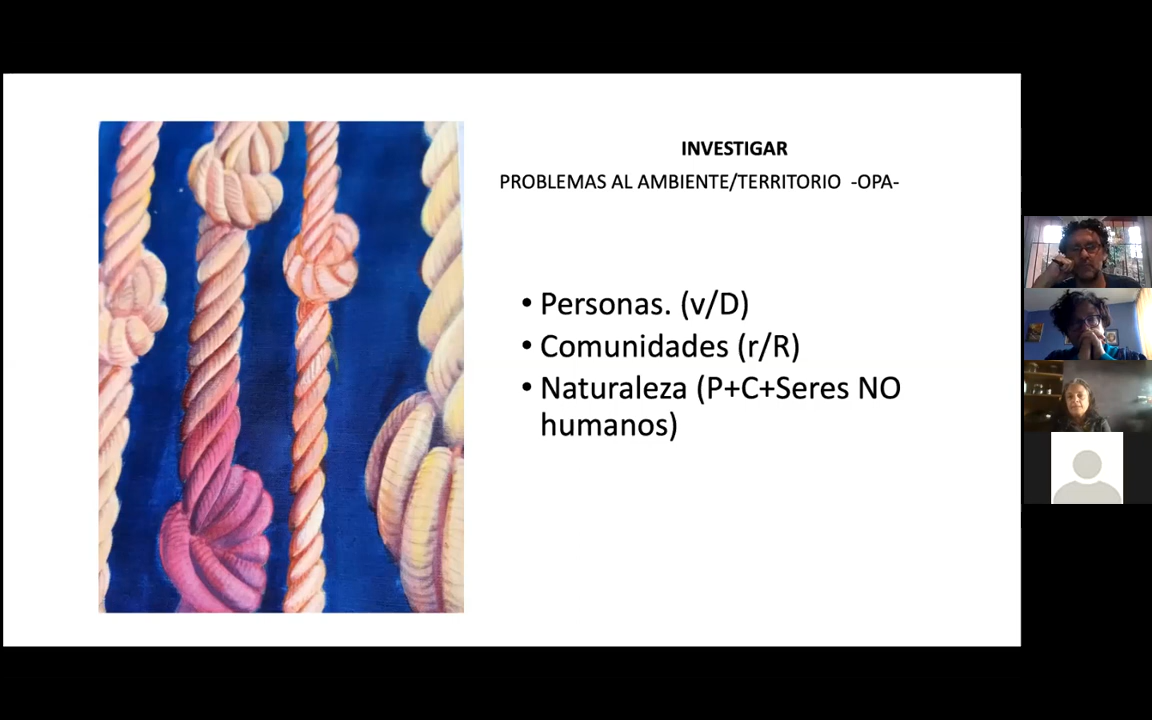 INVESTIGAR
PROBLEMAS AL AMBIENTE/TERRITORIO -OPA-
• Personas. (v/D)
• Comunidades (r/R)
• Naturaleza (P+C+Seres NO
humanos)